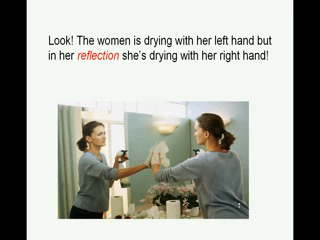 Look! The women is drying with her left hand but
in her reflection she's drying with her right hand!